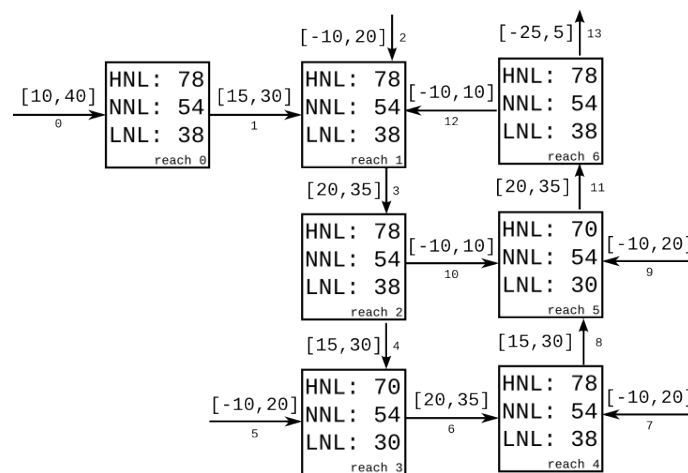 [-25,5]
13
[-10,20]
2
[10,40]
0
HNL: 78
NNL: 54
LNL: 38
reach 0
[15,30]
1
HNL: 78
NNL: 54
LNL: 38
reach 1
[-10,10]
12
HNL: 78
NNL: 54
LNL: 38
reach 6
[20,35]
3
[20,35]
11
HNL: 78
NNL: 54
LNL: 38
reach 2
[-10,10]
10
HNL: 70
NNL: 54
LNL: 30
reach 5
[-10,20]
9
[15,30]
4
[15,30]
8
[-10,20]
5
HNL: 70
NNL: 54
LNL: 30
reach 3
[20,35]
6
HNL: 78
NNL: 54
LNL: 38
reach 4
[-10,20]
7